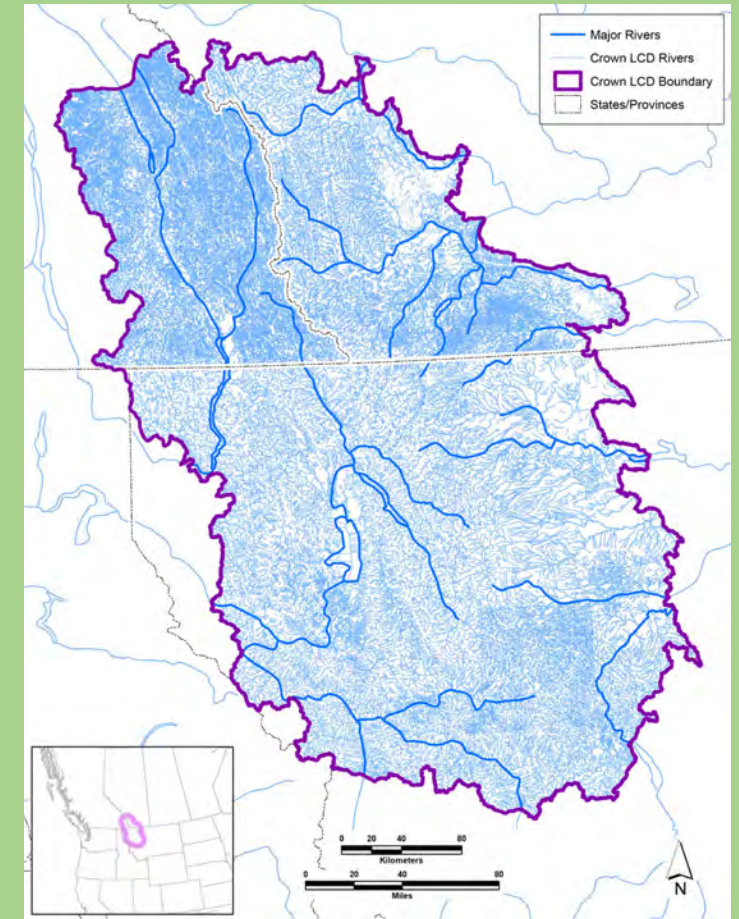 Major Rivers
Crown LCD Rivers
Crown LCD Boundary
States/Provinces
0 20 40 80
Kilometers
0 20 40 80
Miles
N